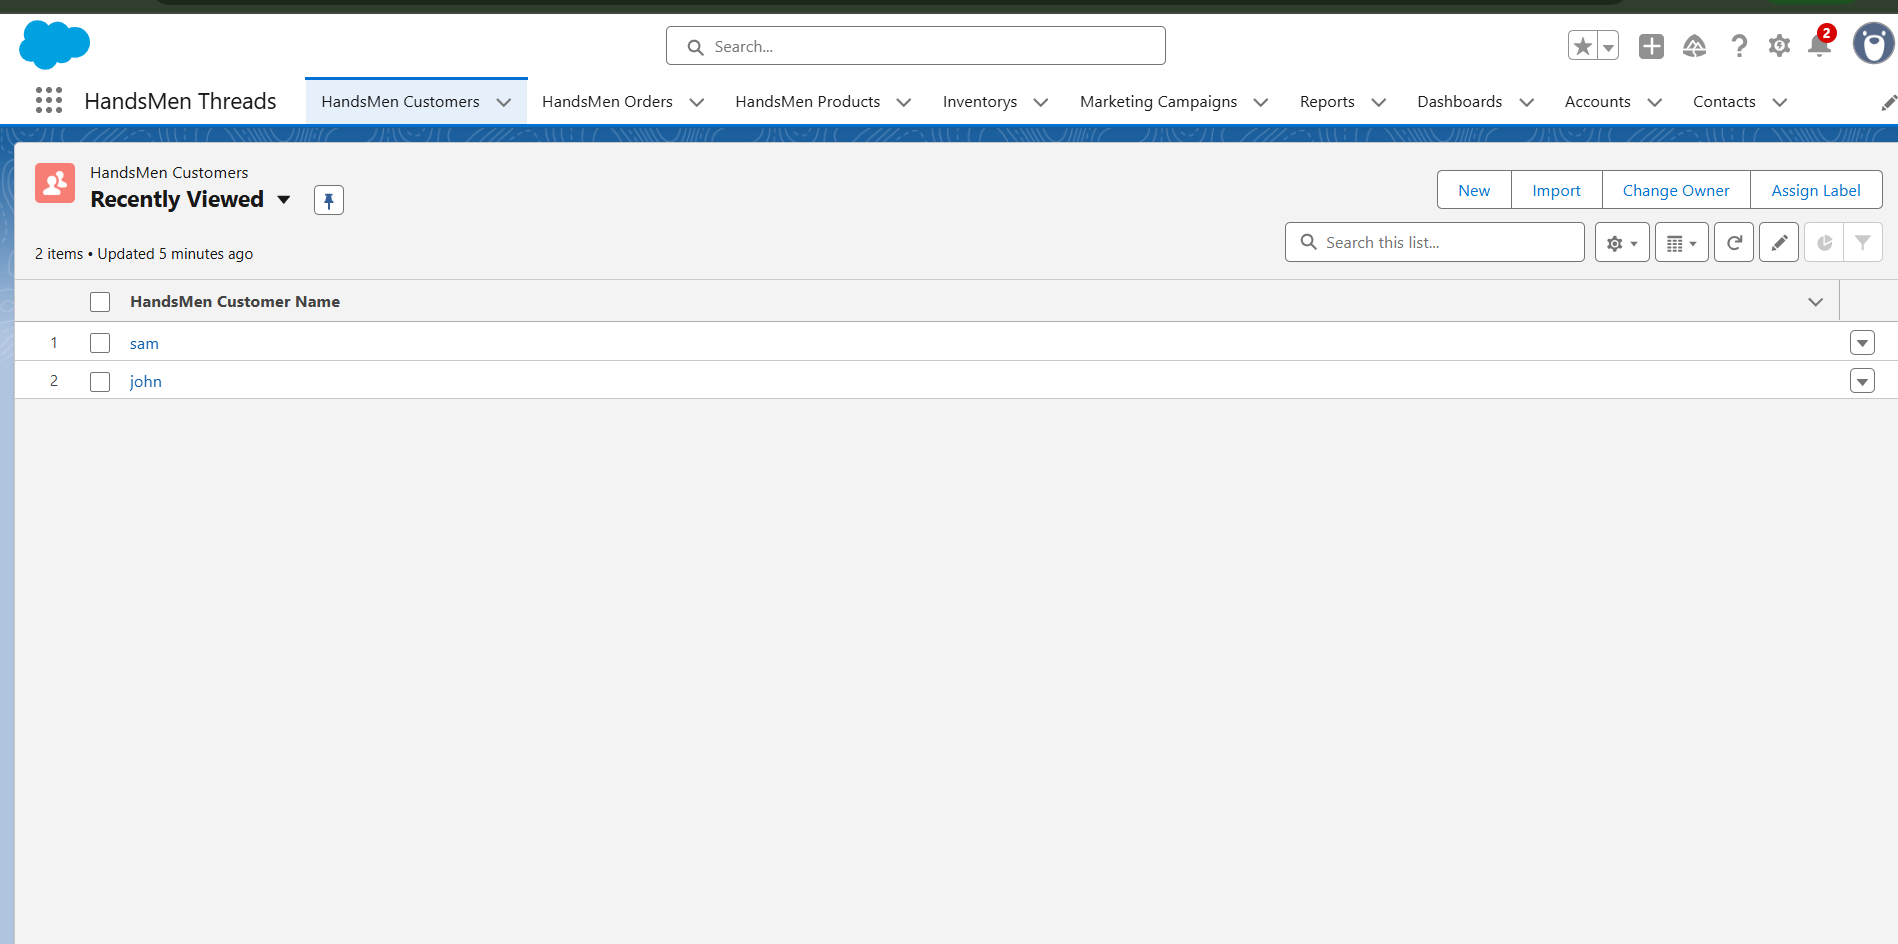 Search...
2
HandsMen Threads
HandsMen Customers
HandsMen Orders
HandsMen Products
Inventorys
Marketing Campaigns
Reports
Dashboards
Accounts
Contacts
HandsMen Customers
Recently Viewed
New
Import
Change Owner
Assign Label
2 items • Updated 5 minutes ago
Search this list...
HandsMen Customer Name
1 sam
2 john